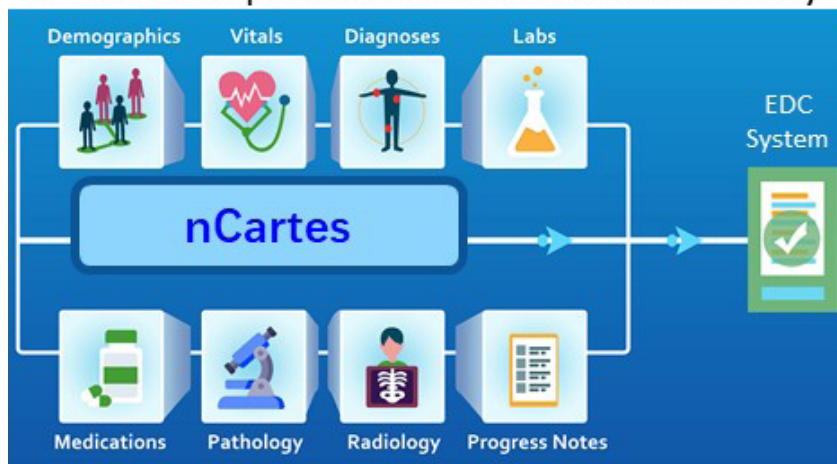 Demographics
Vitals
Diagnoses
Labs
EDC
System
nCartes
Medications
Pathology
Radiology
Progress Notes